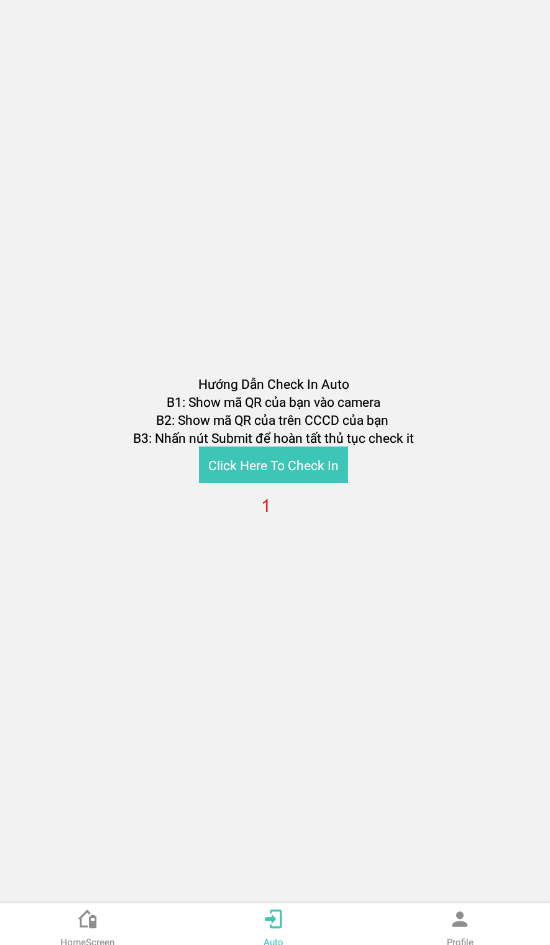 Hướng Dẫn Check In Auto
B1: Show mã QR của bạn vào camera
B2: Show mã QR của trên CCCD của bạn
B3: Nhấn nút Submit để hoàn tất thủ tục check it
Click Here To Check In
1
HomeScreen
Auto
Profile